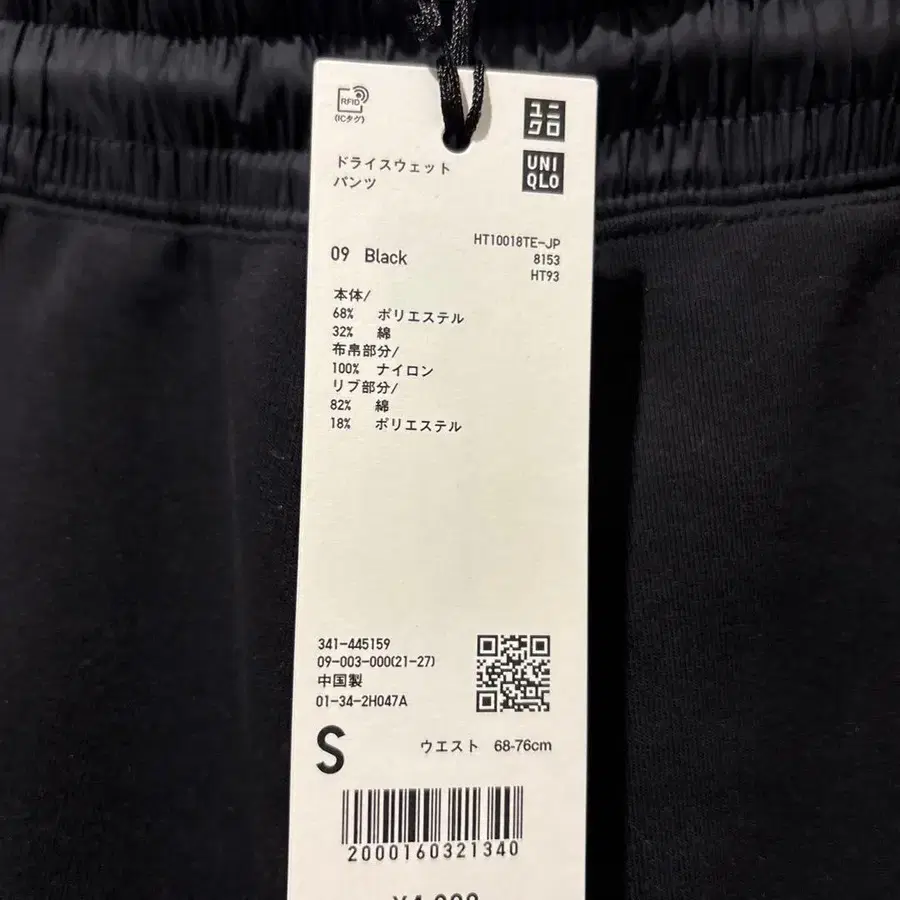 RFID
(ICタグ)
ユニ
クロ
UNI
QLO
ドライスウェット
パンツ
HT10018TE-JP
09 Black
8153
HT93
本体/
68% ポリエステル
32% 綿
布帛部分/
100% ナイロン
リブ部分/
82% 綿
18% ポリエステル
341-445159
09-003-000(21-27)
中国製
01-34-2H047A
S ウエスト 68-76cm
2000160321340